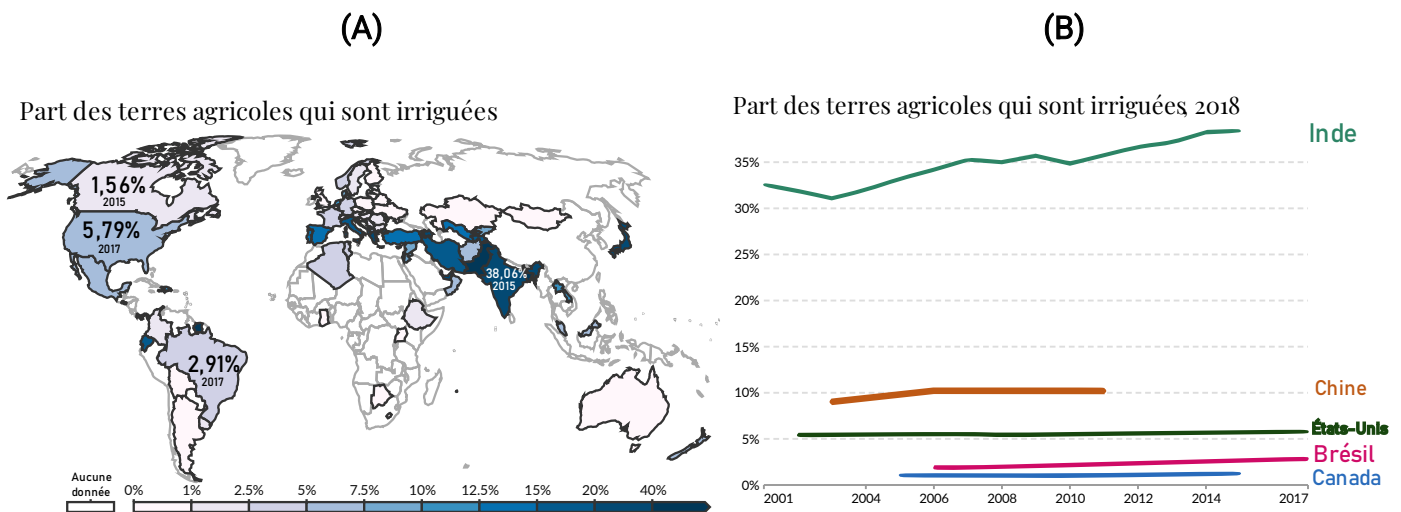 (A)
Part des terres agricoles qui sont irriguées
1,56%
2015
5,79%
2017
38,06%
2015
2,91%
2017
Aucune
donnée
0% 1% 2.5% 5% 7.5% 10% 12.5% 15% 20% 40%
(B)
Part des terres agricoles qui sont irriguées, 2018
Inde
35%
30%
25%
20%
15%
10%
Chine
États-Unis
5%
Brésil
Canada
0%
2001 2004 2006 2008 2010 2012 2014 2017